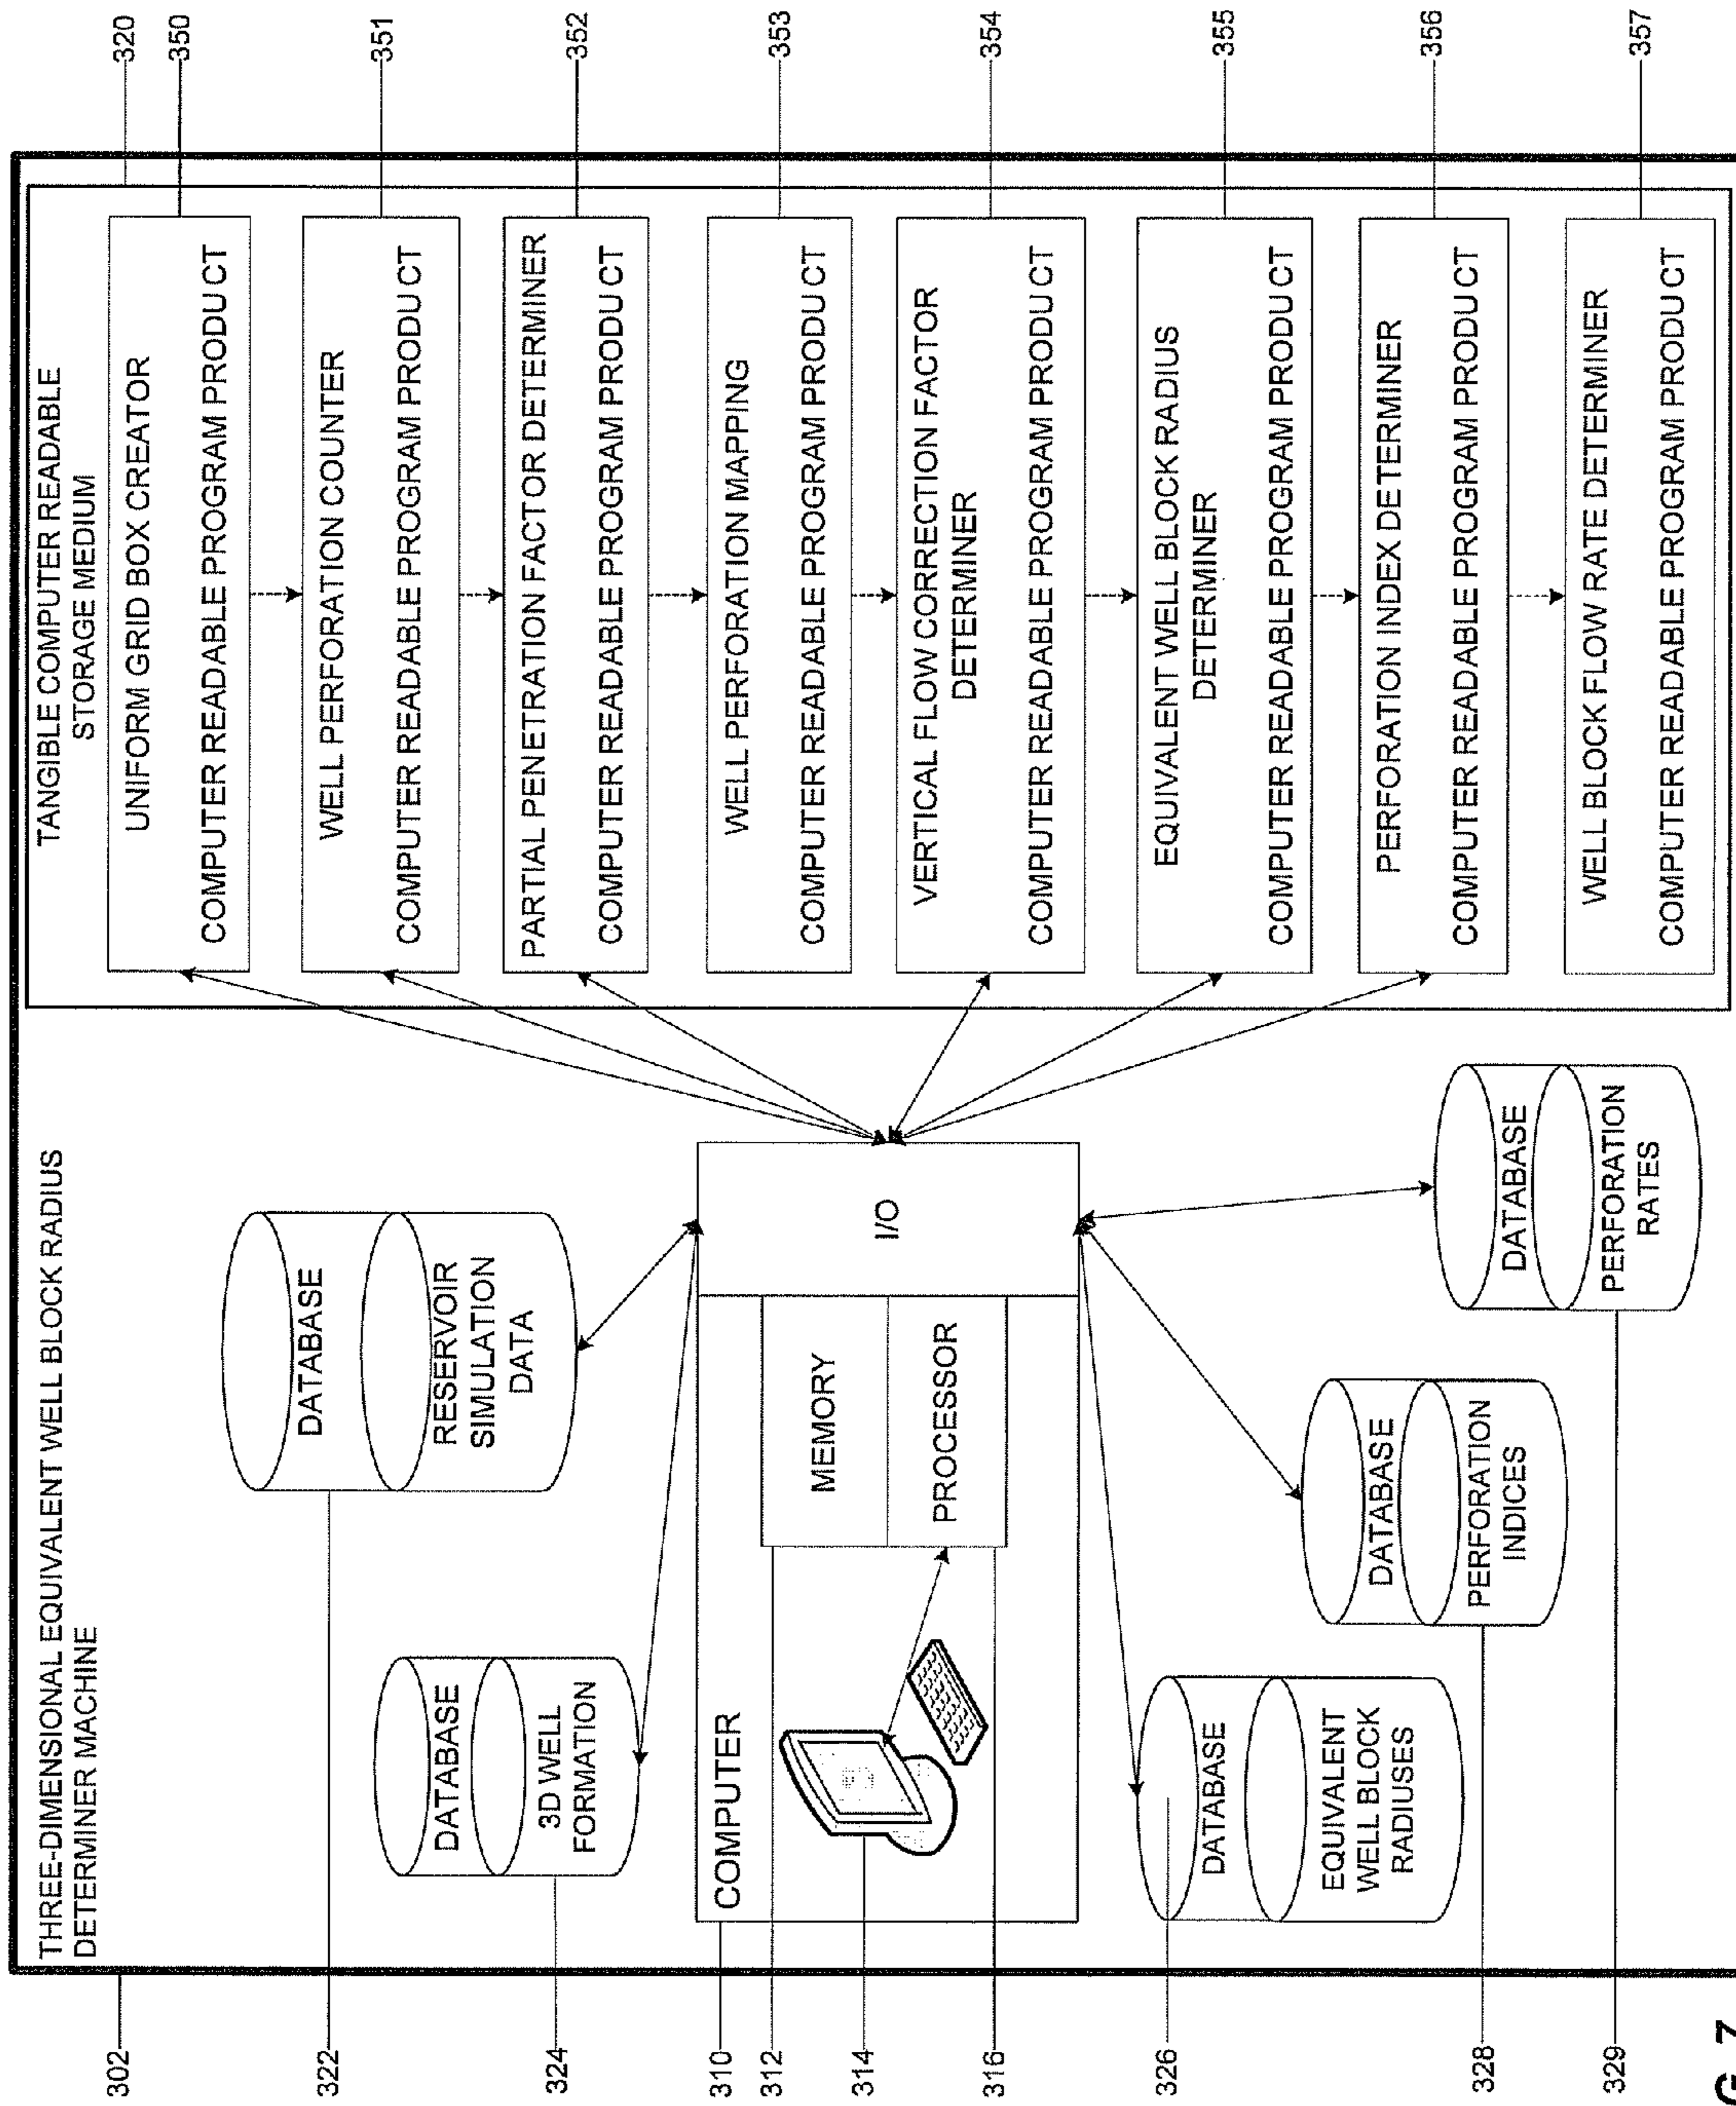 THREE-DIMENSIONAL EQUIVALENT WELL BLOCK RADIUS
DETERMINER MACHINE
302
322
324
310
312
314
316
326
328
329
DATABASE
RESERVOIR
SIMULATION
DATA
DATABASE
3D WELL
FORMATION
COMPUTER
MEMORY
PROCESSOR
I/O
DATABASE
EQUIVALENT
WELL BLOCK
RADIUSES
DATABASE
PERFORATION
INDICES
DATABASE
PERFORATION
RATES
TANGIBLE COMPUTER READABLE
STORAGE MEDIUM
UNIFORM GRID BOX CREATOR
COMPUTER READABLE PROGRAM PRODUCT
WELL PERFORATION COUNTER
COMPUTER READABLE PROGRAM PRODUCT
PARTIAL PENETRATION FACTOR DETERMINER
COMPUTER READABLE PROGRAM PRODUCT
WELL PERFORATION MAPPING
COMPUTER READABLE PROGRAM PRODUCT
VERTICAL FLOW CORRECTION FACTOR
DETERMINER
COMPUTER READABLE PROGRAM PRODUCT
EQUIVALENT WELL BLOCK RADIUS
DETERMINER
COMPUTER READABLE PROGRAM PRODUCT
PERFORATION INDEX DETERMINER
COMPUTER READABLE PROGRAM PRODUCT
WELL BLOCK FLOW RATE DETERMINER
COMPUTER READABLE PROGRAM PRODUCT
320
350
351
352
353
354
355
356
357